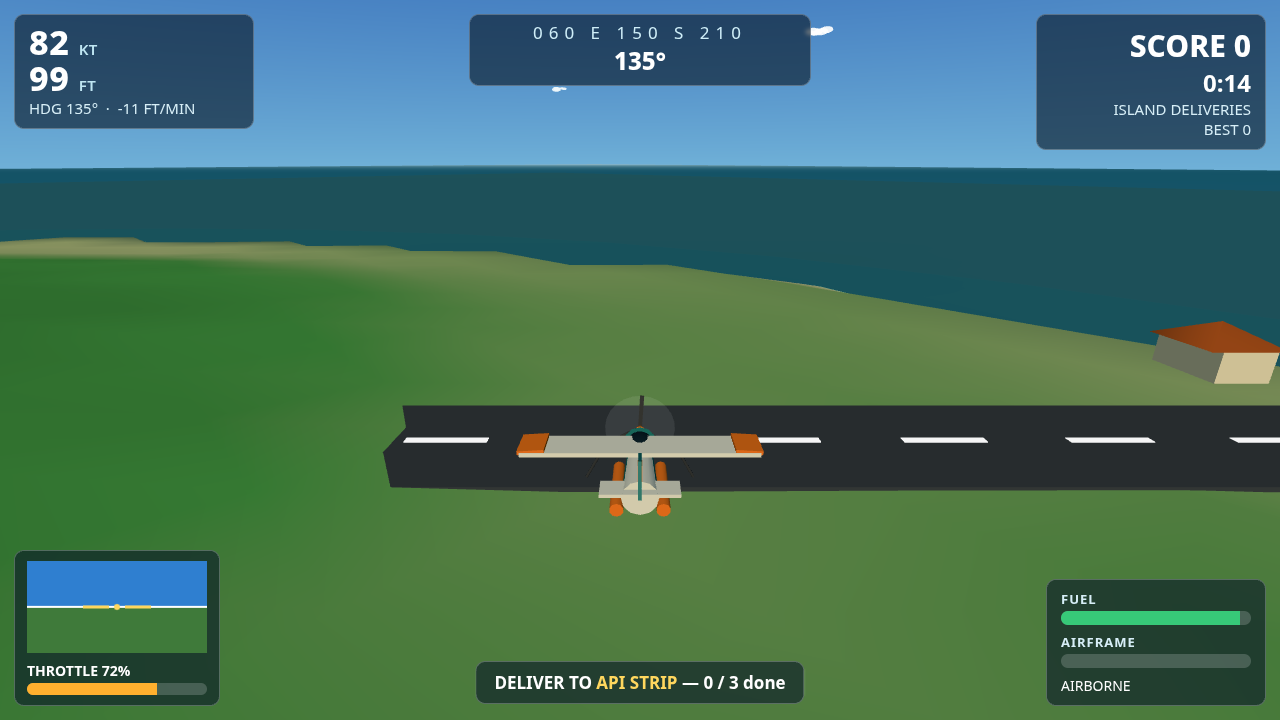 82 KT
99 FT
HDG 135° · -11 FT/MIN
060 E 150 S 210
135°
SCORE 0
0:14
ISLAND DELIVERIES
BEST 0
THROTTLE 72%
DELIVER TO API STRIP — 0 / 3 done
FUEL
AIRFRAME
AIRBORNE